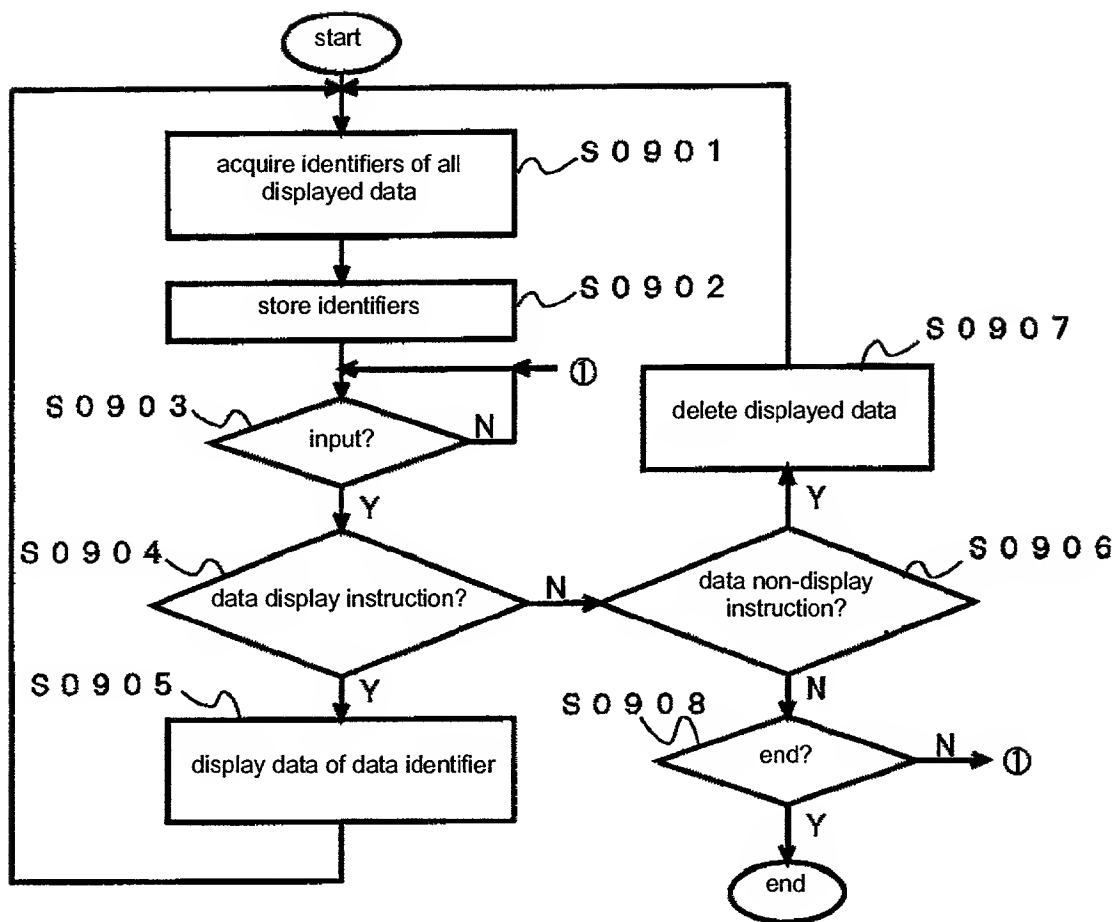 start
acquire identifiers of all
displayed data
S0901
store identifiers
S0902
①
S0903
input?
N
Y
S0904
data display instruction?
N
Y
S0905
display data of data identifier
S0907
delete displayed data
Y
S0906
data non-display
instruction?
N
S0908
end?
N
①
Y
end